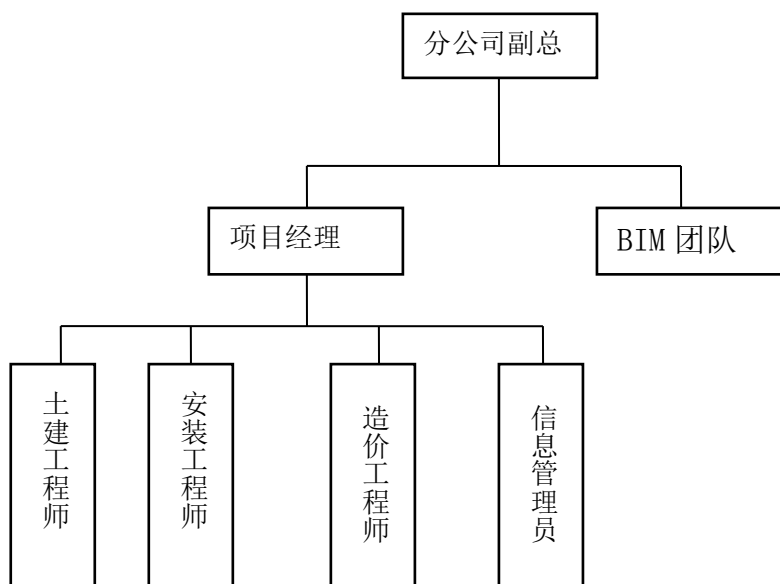 分公司副总
项目经理
BIM 团队
土建工程师
安装工程师
造价工程师
信息管理员